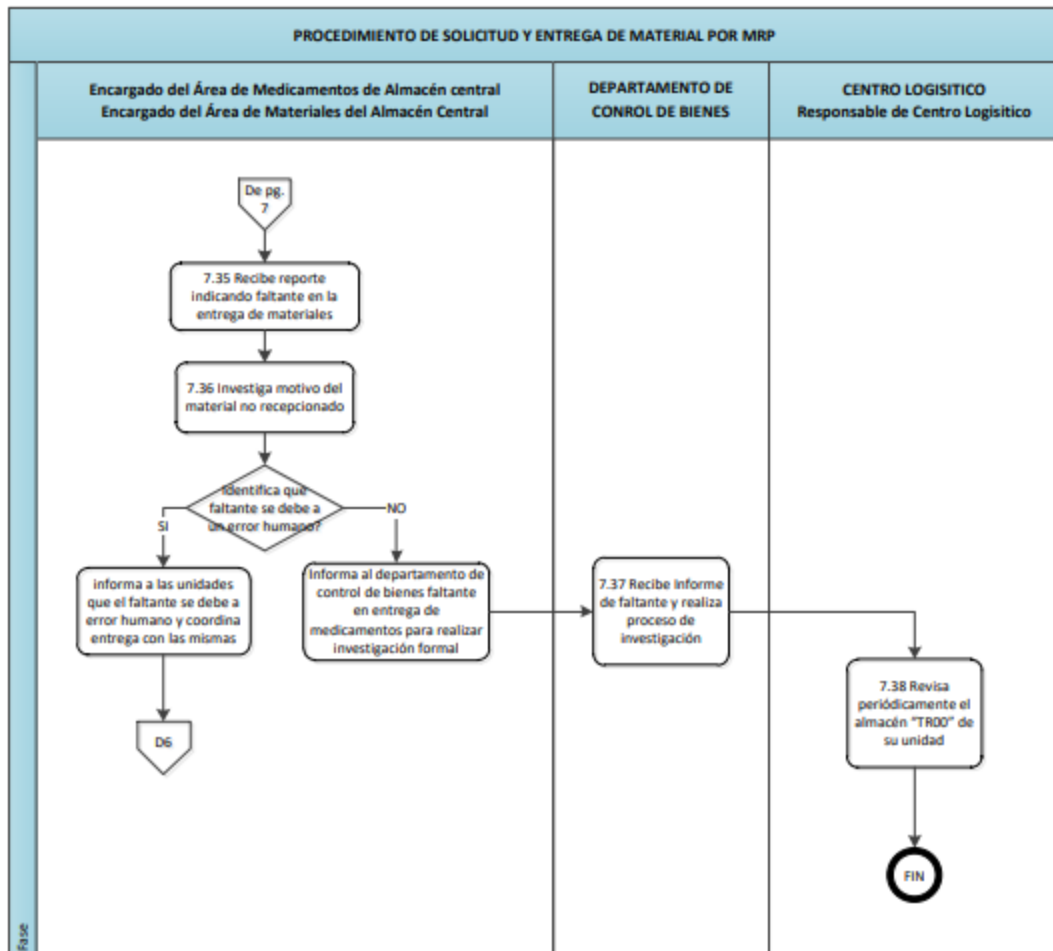 PROCEDIMIENTO DE SOLICITUD Y ENTREGA DE MATERIAL POR MRP
Encargado del Área de Medicamentos de Almacén central
Encargado del Área de Materiales del Almacén Central
DEPARTAMENTO DE
CONROL DE BIENES
CENTRO LOGISITICO
Responsable de Centro Logisitico
De pg.
7
7.35 Recibe reporte
indicando faltante en la
entrega de materiales
7.36 Investiga motivo del
material no recepcionado
Identifica que
faltante se debe a
un error humano?
SI
NO
informa a las unidades
que el faltante se debe a
error humano y coordina
entrega con las mismas
Informa al departamento de
control de bienes faltante
en entrega de
medicamentos para realizar
investigación formal
7.37 Recibe Informe
de faltante y realiza
proceso de
investigación
7.38 Revisa
periódicamente el
almacén "TR00" de
su unidad
D6
FIN
Fase